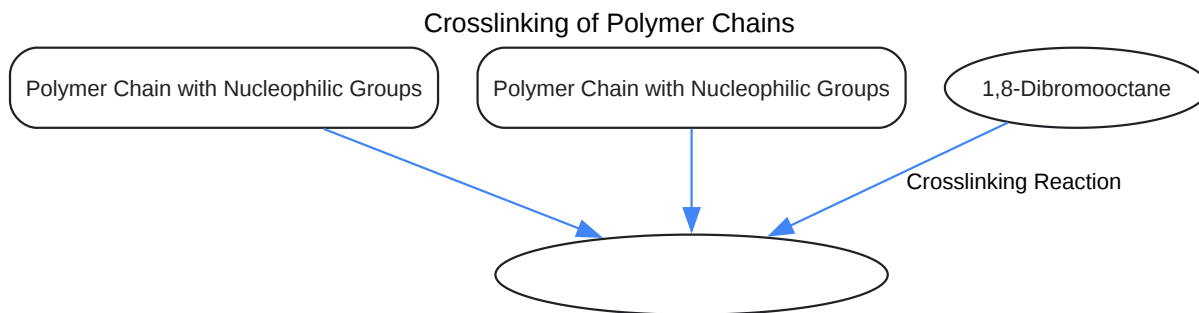 Crosslinking of Polymer Chains
Polymer Chain with Nucleophilic Groups
Polymer Chain with Nucleophilic Groups
1,8-Dibromooctane
Crosslinking Reaction